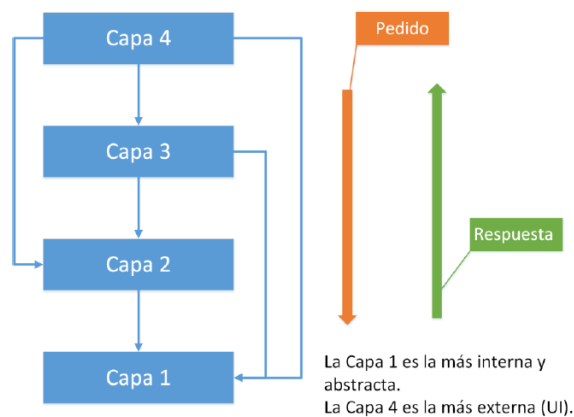 Capa 4
Pedido
Capa 3
Capa 2
Respuesta
Capa 1
La Capa 1 es la más interna y
abstracta.
La Capa 4 es la más externa (UI).